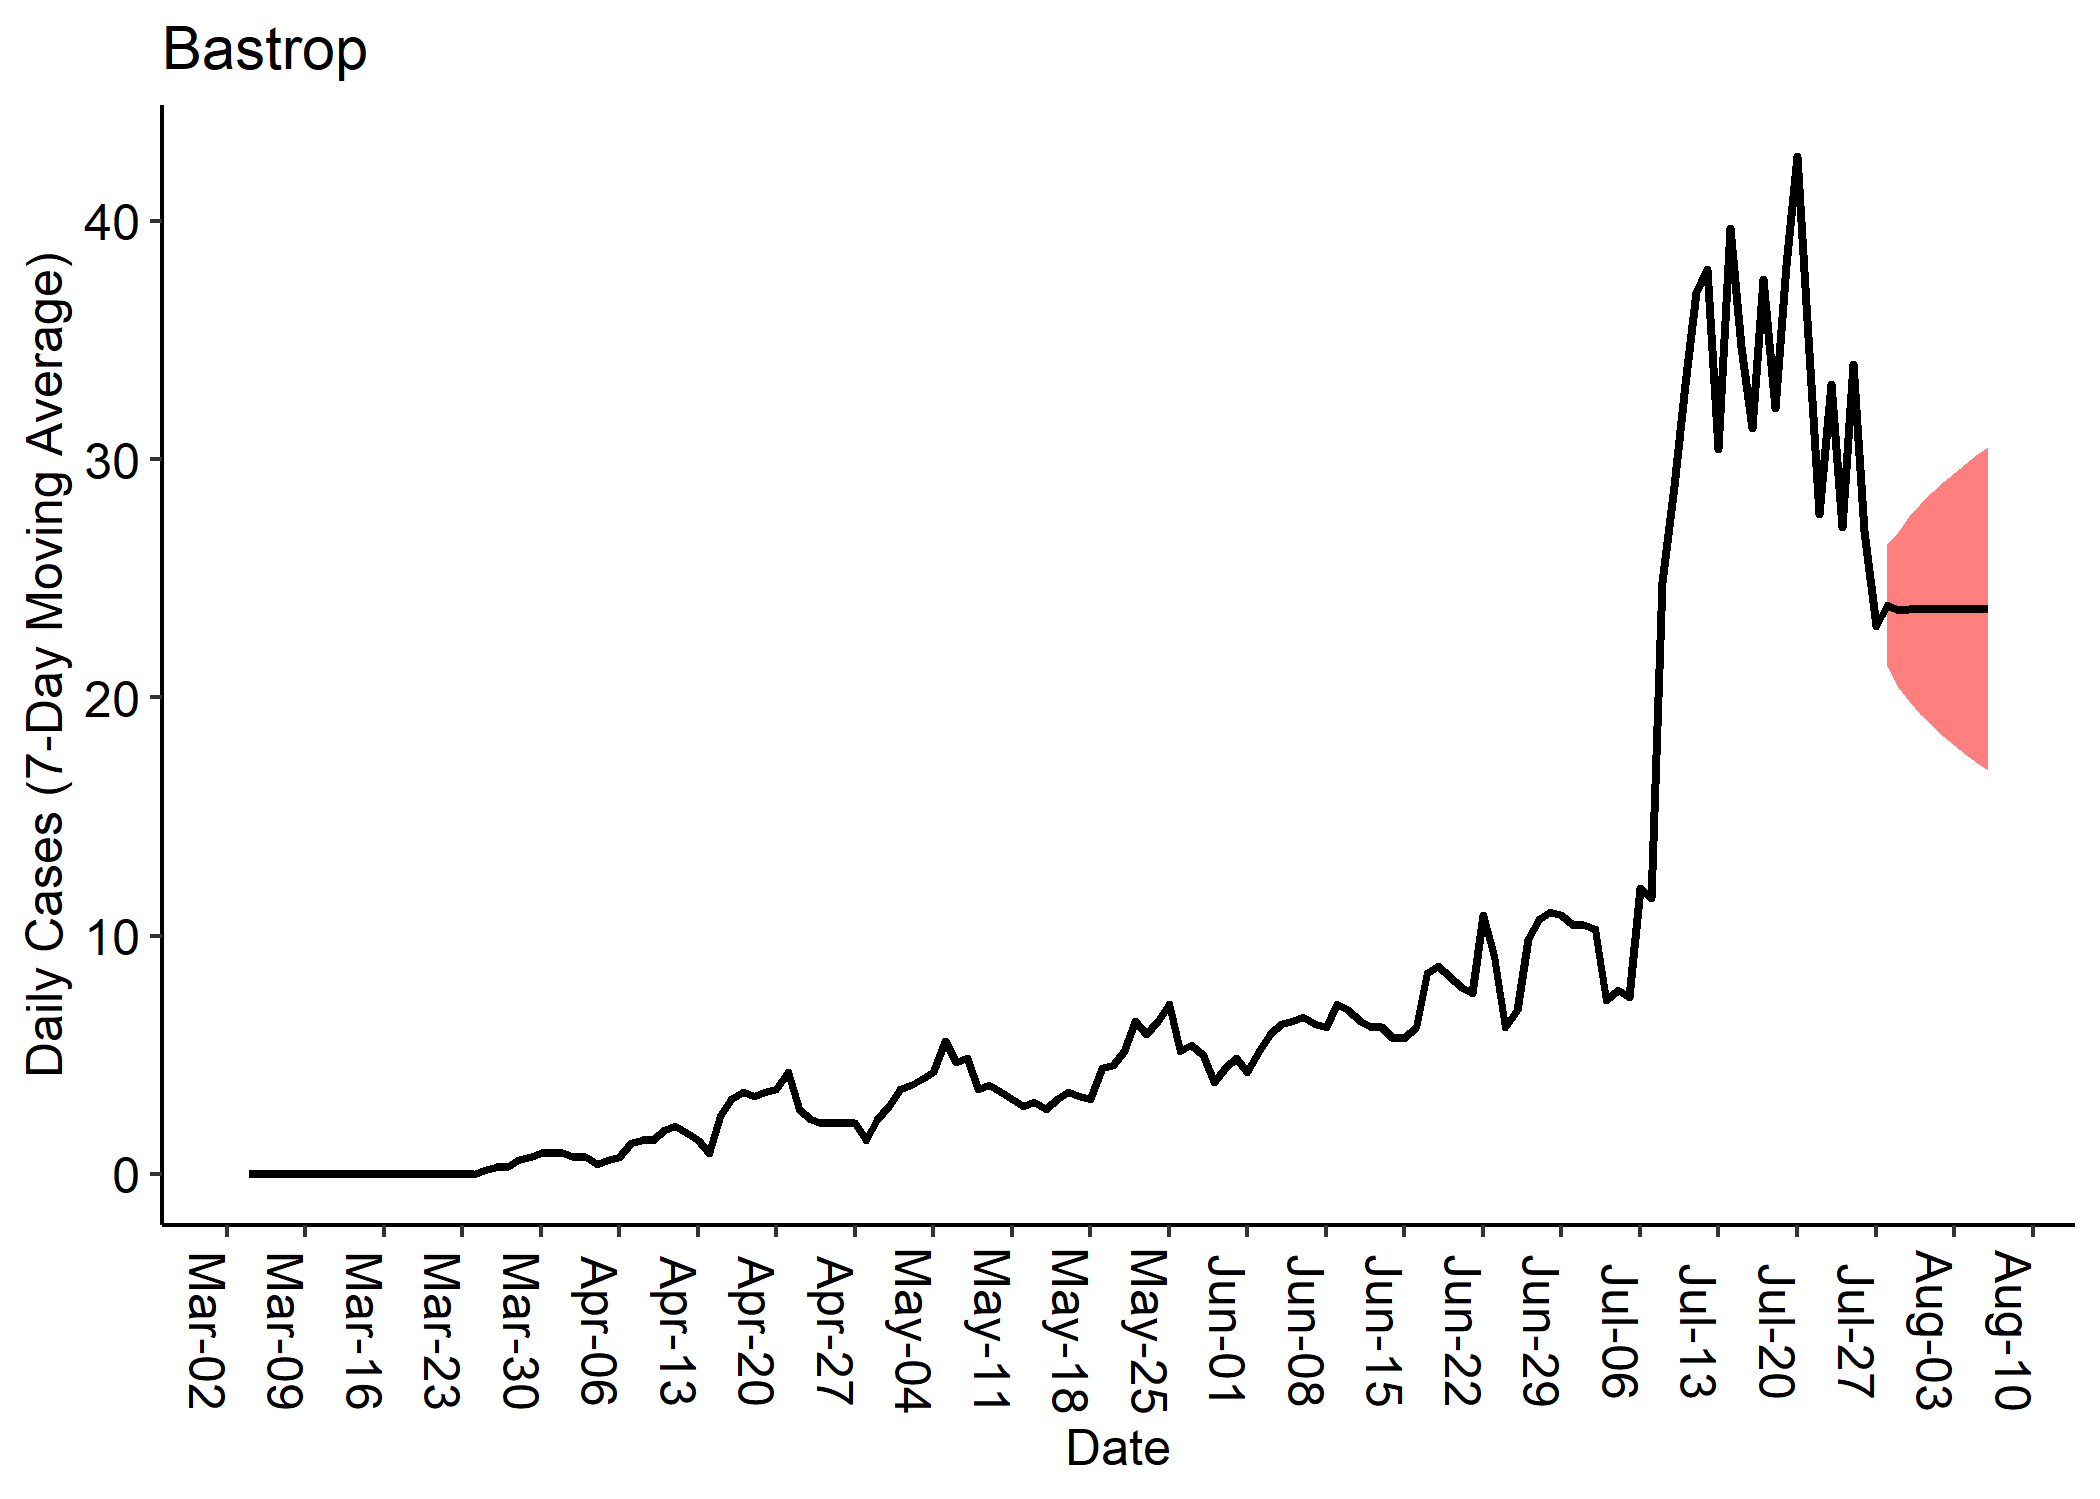 Bastrop
Daily Cases (7-Day Moving Average)
40
30
20
10
0
Mar-02
Mar-09
Mar-16
Mar-23
Mar-30
Apr-06
Apr-13
Apr-20
Apr-27
May-04
May-11
May-18
May-25
Jun-01
Jun-08
Jun-15
Jun-22
Jun-29
Jul-06
Jul-13
Jul-20
Jul-27
Aug-03
Aug-10
Date